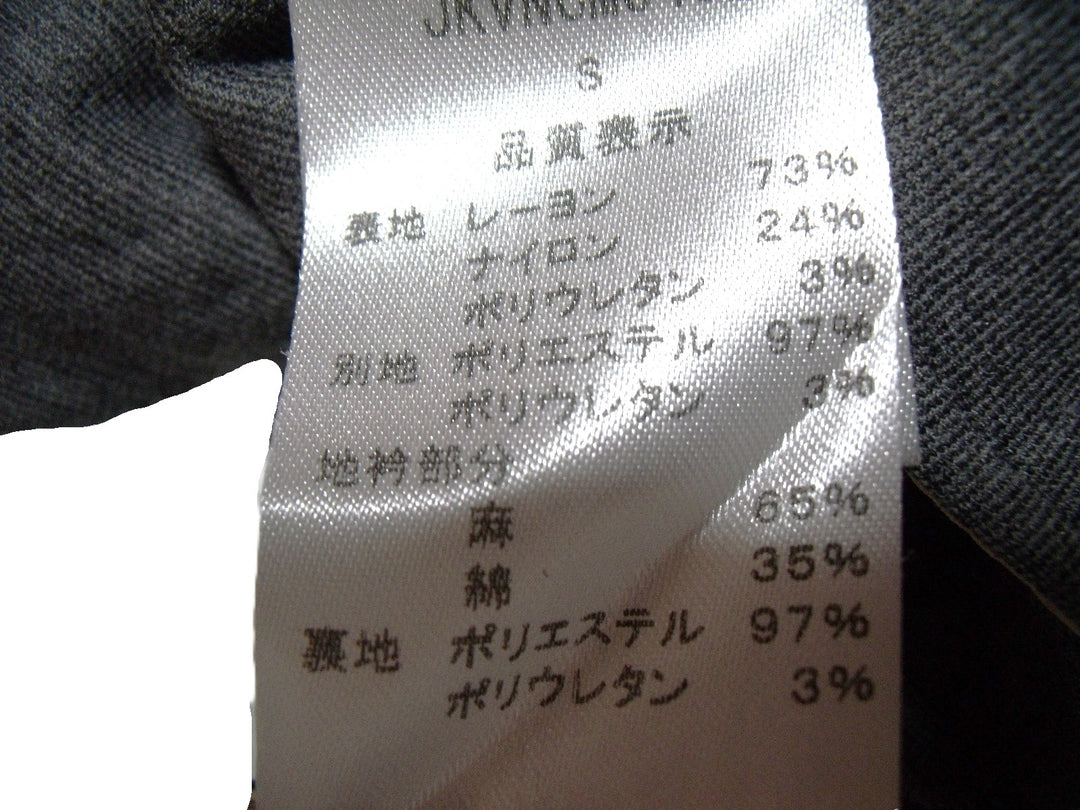 S
品質表示
表地 レーヨン 73%
ナイロン 24%
ポリウレタン 3%
別地 ポリエステル 97%
ポリウレタン 3%
地衿部分
麻 65%
綿 35%
裏地 ポリエステル 97%
ポリウレタン 3%